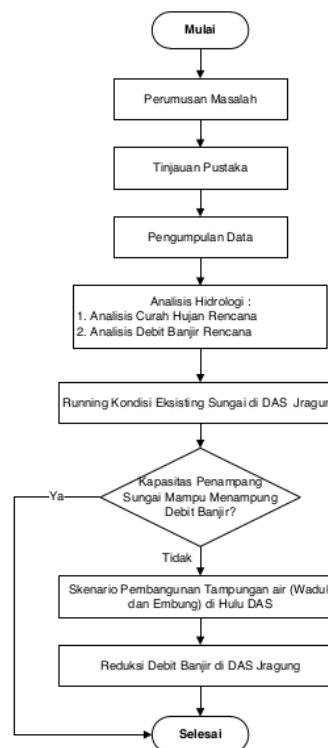 Mulai
Perumusan Masalah
Tinjauan Pustaka
Pengumpulan Data
Analisis Hidrologi :
1. Analisis Curah Hujan Rencana
2. Analisis Debit Banjir Rencana
Running Kondisi Eksisting Sungai di DAS Jragung
Kapasitas Penampang
Sungai Mampu Menampung
Debit Banjir?
Ya
Tidak
Skenario Pembangunan Tampungan air (Waduk
dan Embung) di Hulu DAS
Reduksi Debit Banjir di DAS Jragung
Selesai